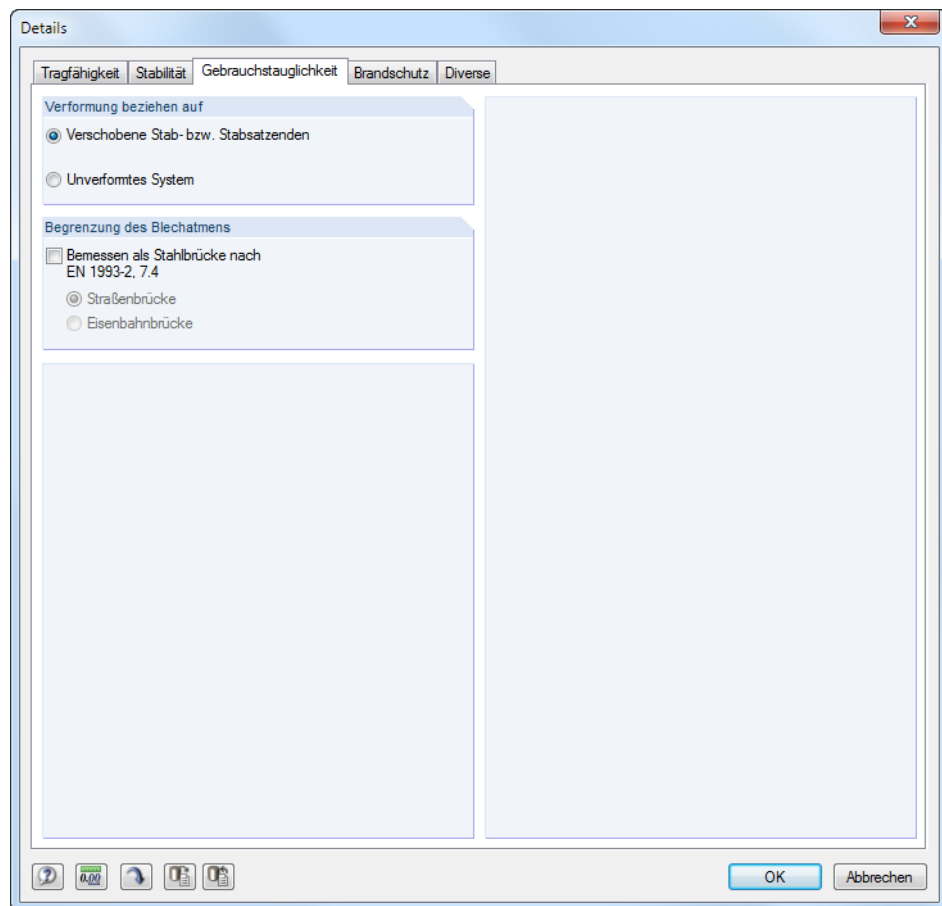 Details
Tragfähigkeit Stabilität Gebrauchstauglichkeit Brandschutz Diverse
Verformung beziehen auf
Verschobene Stab- bzw. Stabsatzenden
Unverformtes System
Begrenzung des Blechatmens
Bemessen als Stahlbrücke nach
EN 1993-2, 7.4
Straßenbrücke
Eisenbahnbrücke
0.00
OK Abbrechen